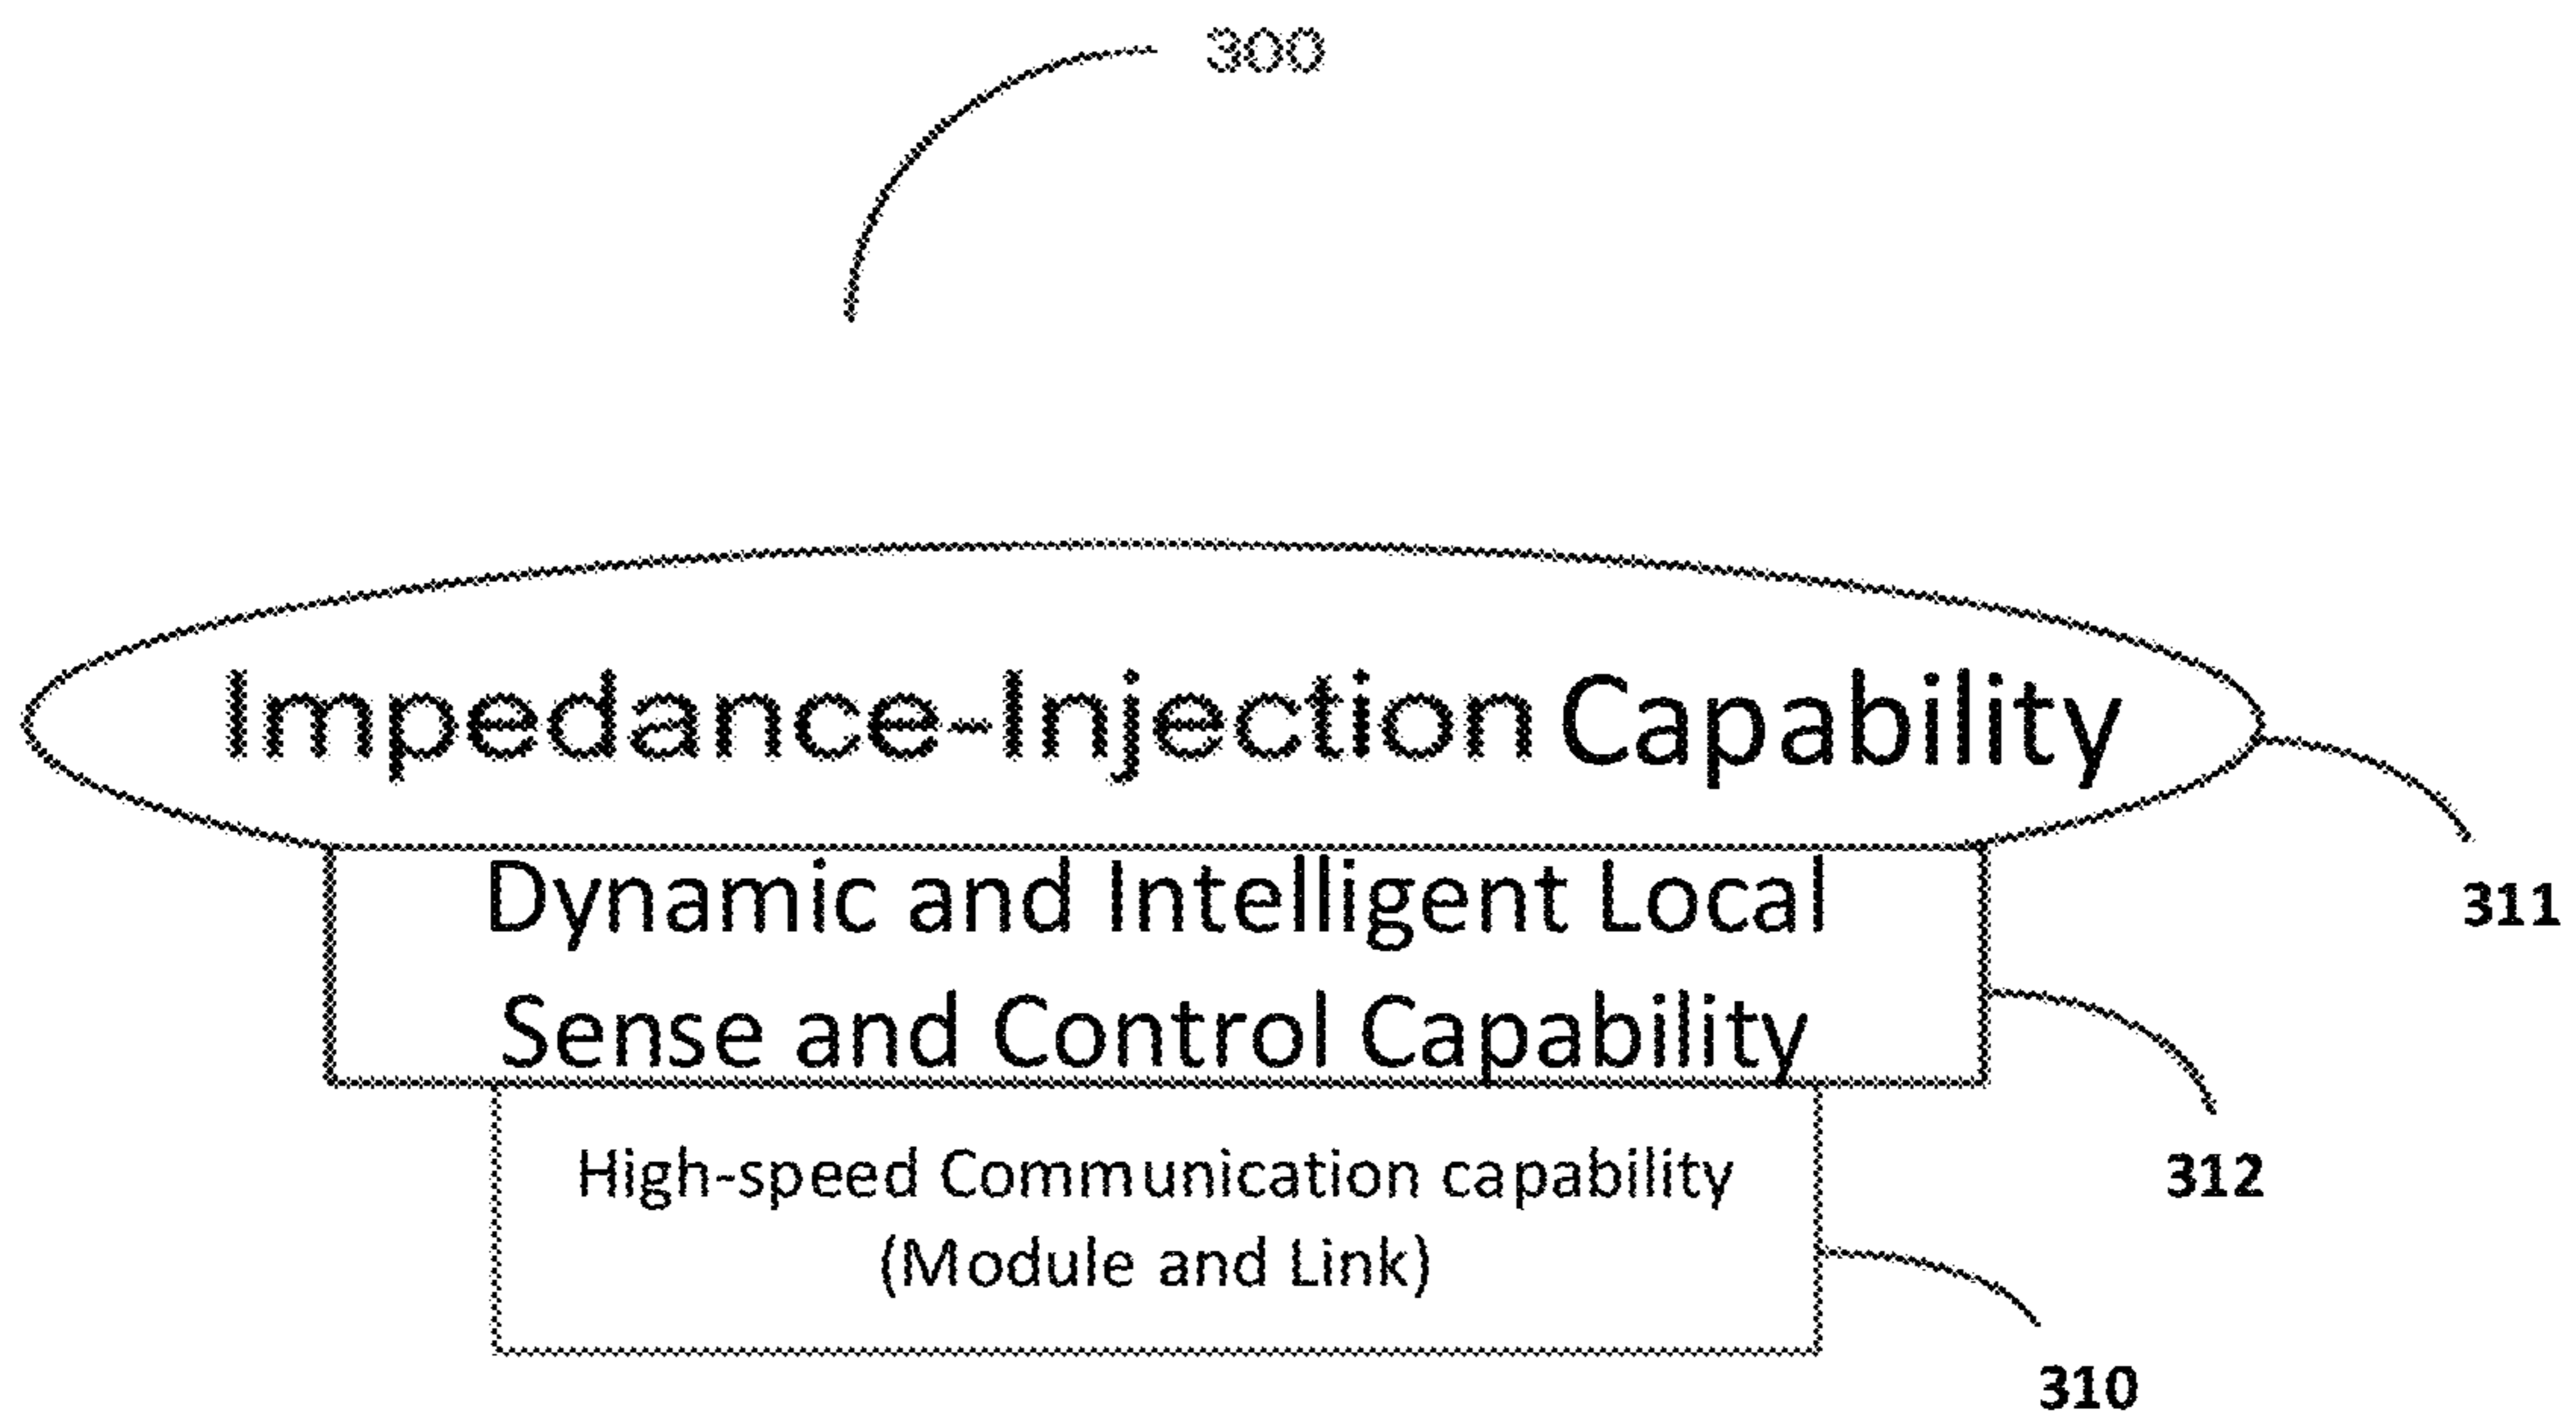 300
Impedance-Injection Capability
311
Dynamic and Intelligent Local
Sense and Control Capability
312
High-speed Communication capability
(Module and Link)
310